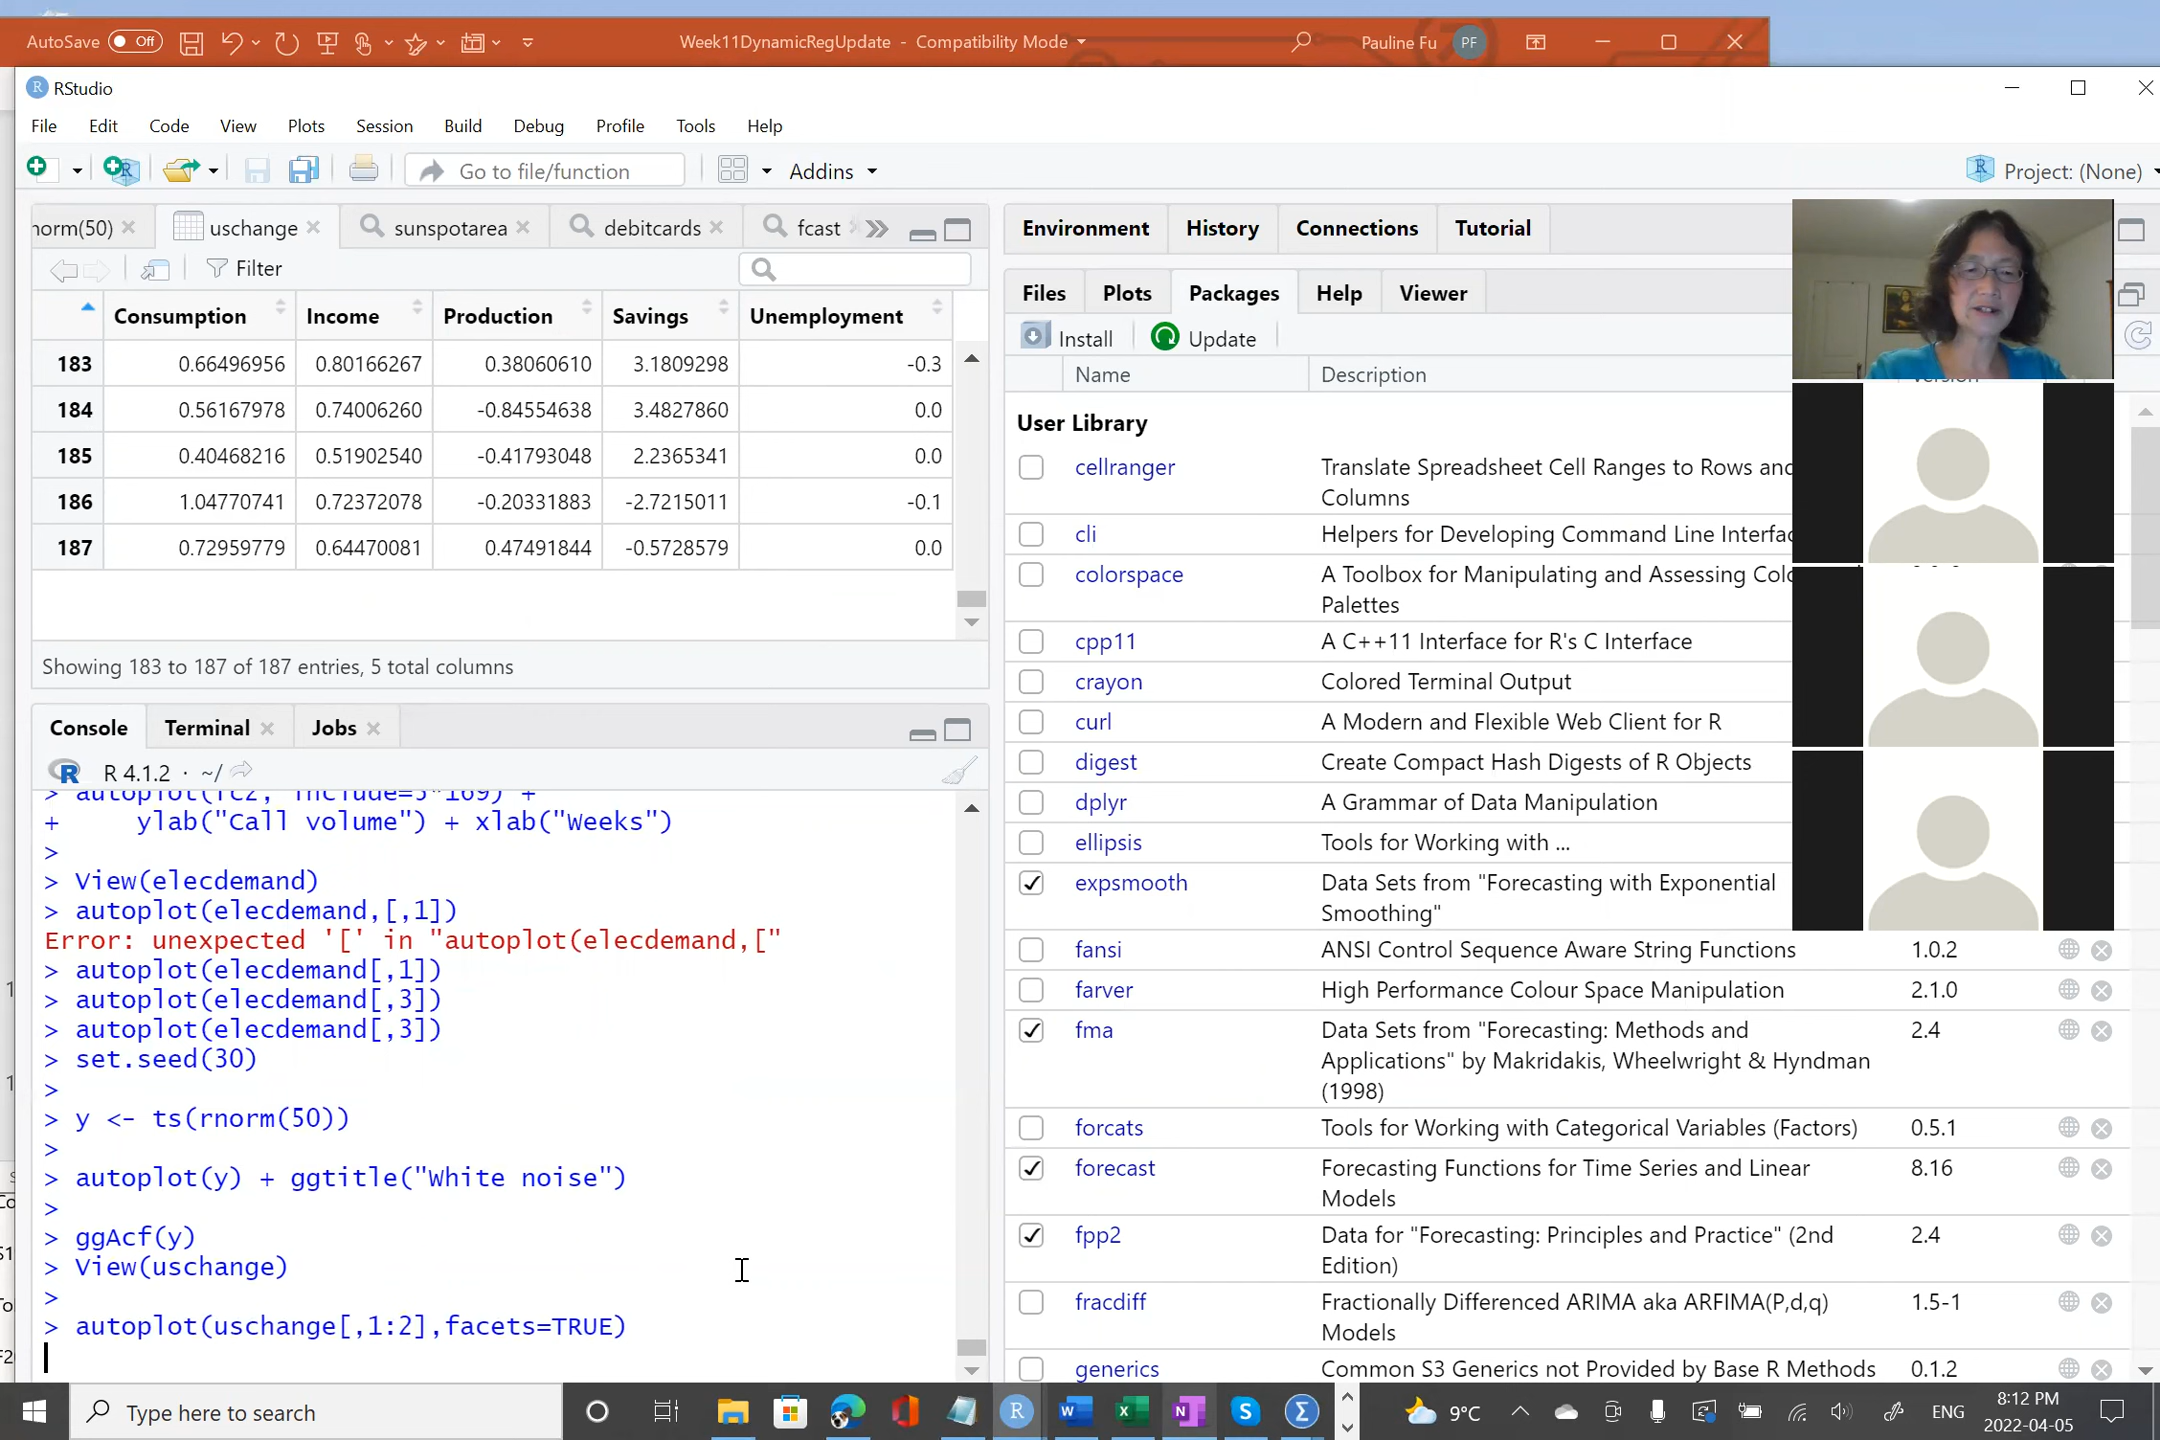 AutoSave Off Week11DynamicRegUpdate - Compatibility Mode Pauline Fu PF
RStudio
File Edit Code View Plots Session Build Debug Profile Tools Help
Go to file/function Addins Project: (None)
norm(50) uschange sunspotarea debitcards fcast
Filter
Consumption Income Production Savings Unemployment
183 0.66496956 0.80166267 0.38060610 3.1809298 -0.3
184 0.56167978 0.74006260 -0.84554638 3.4827860 0.0
185 0.40468216 0.51902540 -0.41793048 2.2365341 0.0
186 1.04770741 0.72372078 -0.20331883 -2.7215011 -0.1
187 0.72959779 0.64470081 0.47491844 -0.5728579 0.0
Showing 183 to 187 of 187 entries, 5 total columns
Console Terminal Jobs
R 4.1.2 · ~/
> autoplot(fc2, include=5*169) +
+ ylab("Call volume") + xlab("Weeks")
>
> View(elecdemand)
> autoplot(elecdemand,[,1])
Error: unexpected '[' in "autoplot(elecdemand,["
> autoplot(elecdemand[,1])
> autoplot(elecdemand[,3])
> autoplot(elecdemand[,3])
> set.seed(30)
>
> y <- ts(rnorm(50))
>
> autoplot(y) + ggtitle("White noise")
>
> ggAcf(y)
> View(uschange)
>
> autoplot(uschange[,1:2],facets=TRUE)
Environment History Connections Tutorial
Files Plots Packages Help Viewer
Install Update
Name Description
User Library
cellranger Translate Spreadsheet Cell Ranges to Rows and
Columns
cli Helpers for Developing Command Line Interfac
colorspace A Toolbox for Manipulating and Assessing Colo
Palettes
cpp11 A C++11 Interface for R's C Interface
crayon Colored Terminal Output
curl A Modern and Flexible Web Client for R
digest Create Compact Hash Digests of R Objects
dplyr A Grammar of Data Manipulation
ellipsis Tools for Working with ...
expsmooth Data Sets from "Forecasting with Exponential
Smoothing"
fansi ANSI Control Sequence Aware String Functions 1.0.2
farver High Performance Colour Space Manipulation 2.1.0
fma Data Sets from "Forecasting: Methods and 2.4
Applications" by Makridakis, Wheelwright & Hyndman
(1998)
forcats Tools for Working with Categorical Variables (Factors) 0.5.1
forecast Forecasting Functions for Time Series and Linear 8.16
Models
fpp2 Data for "Forecasting: Principles and Practice" (2nd 2.4
Edition)
fracdiff Fractionally Differenced ARIMA aka ARFIMA(P,d,q) 1.5-1
Models
generics Common S3 Generics not Provided by Base R Methods 0.1.2
Type here to search 9°C ENG 8:12 PM
2022-04-05